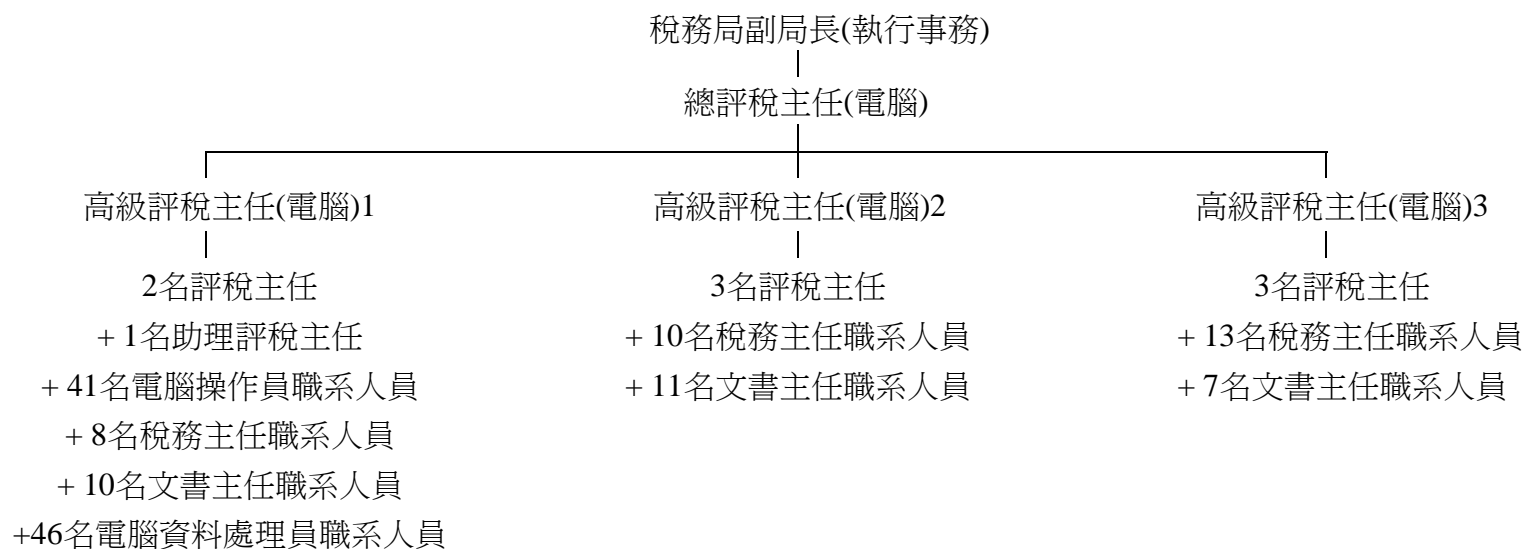 稅務局副局長(執行事務)
總評稅主任(電腦)
高級評稅主任(電腦)1
2名評稅主任
+ 1名助理評稅主任
+ 41名電腦操作員職系人員
+ 8名稅務主任職系人員
+ 10名文書主任職系人員
+46名電腦資料處理員職系人員
高級評稅主任(電腦)2
3名評稅主任
+ 10名稅務主任職系人員
+ 11名文書主任職系人員
高級評稅主任(電腦)3
3名評稅主任
+ 13名稅務主任職系人員
+ 7名文書主任職系人員